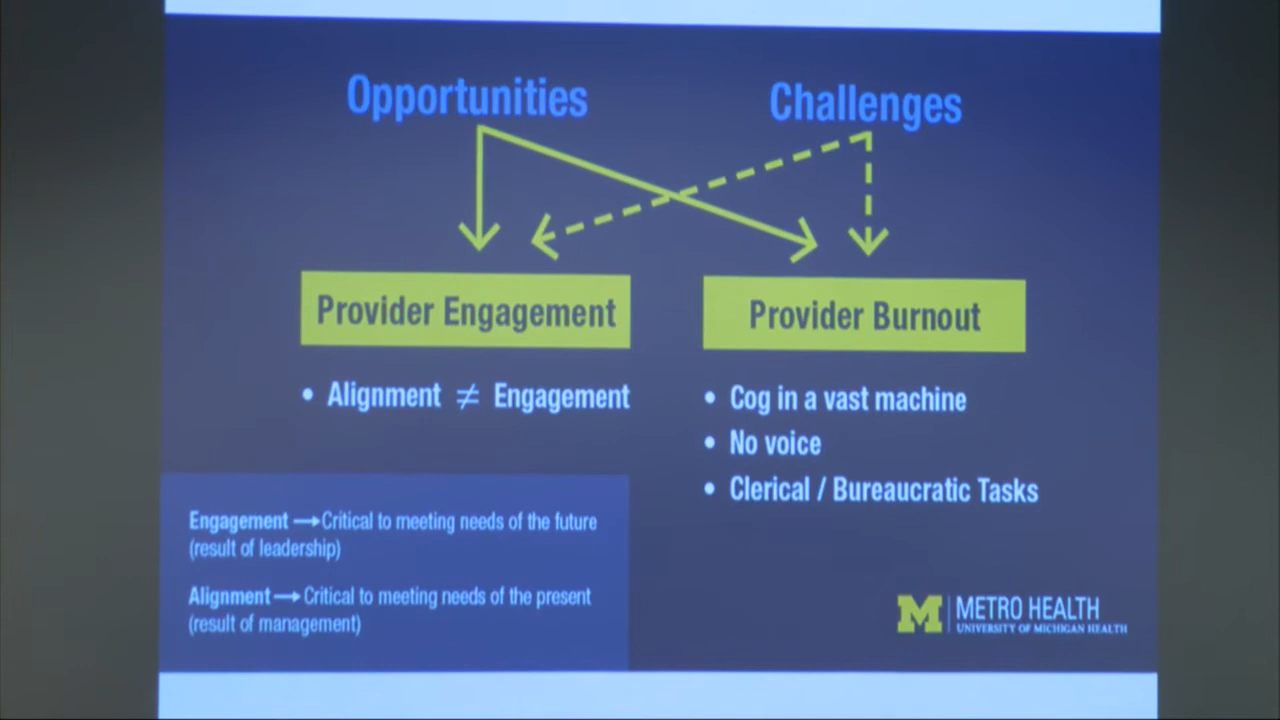 Opportunities
Challenges
Provider Engagement
• Alignment ≠ Engagement
Provider Burnout
• Cog in a vast machine
• No voice
• Clerical / Bureaucratic Tasks
Engagement → Critical to meeting needs of the future
(result of leadership)
Alignment → Critical to meeting needs of the present
(result of management)
M METRO HEALTH
UNIVERSITY OF MICHIGAN HEALTH